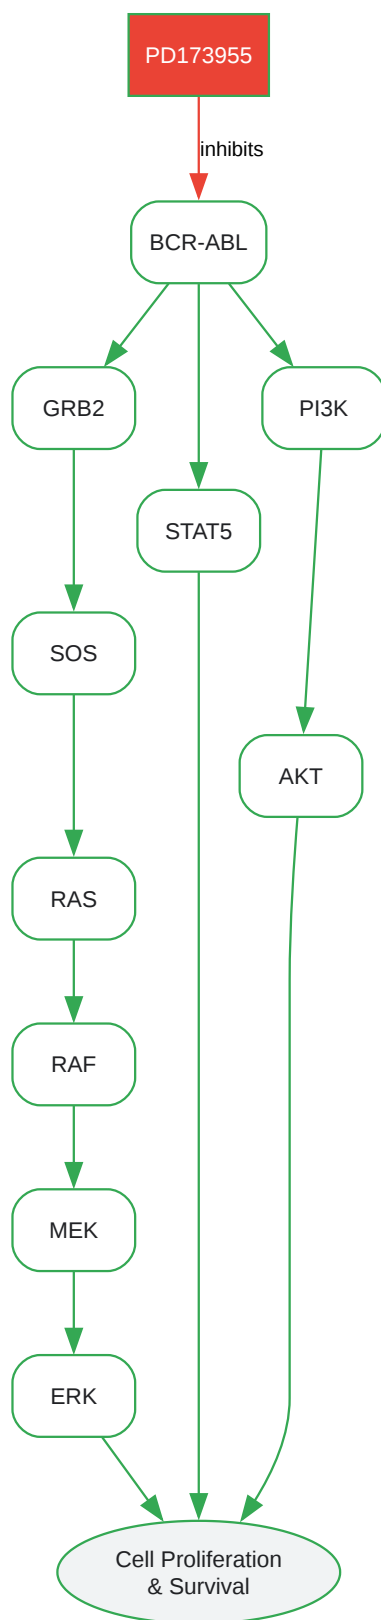 PD173955
inhibits
BCR-ABL
GRB2
PI3K
STAT5
SOS
AKT
RAS
RAF
MEK
ERK
Cell Proliferation
& Survival